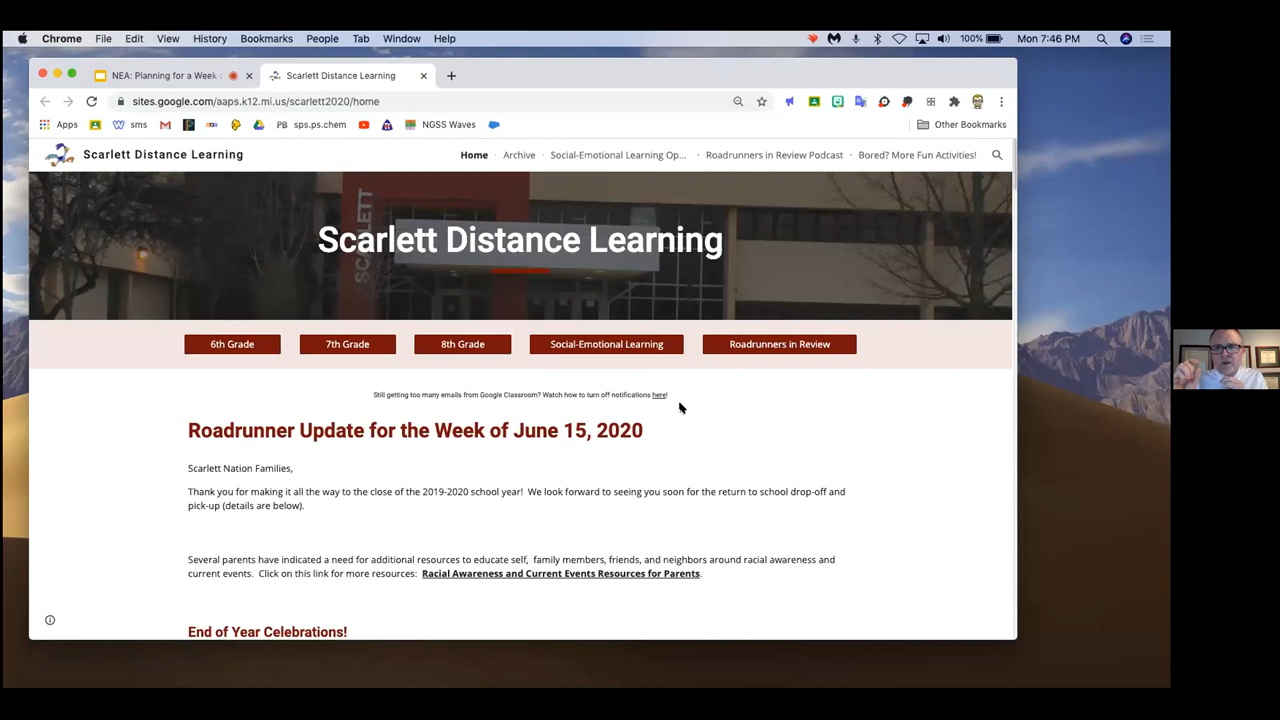 Chrome File Edit View History Bookmarks People Tab Window Help 100% Mon 7:46 PM
NEA: Planning for a Week Scarlett Distance Learning
sites.google.com/aaps.k12.mi.us/scarlett2020/home
Apps sms PB sps.ps.chem NGSS Waves Other Bookmarks
Scarlett Distance Learning Home Archive Social-Emotional Learning Op... Roadrunners in Review Podcast Bored? More Fun Activities!
SCARLETT
Scarlett Distance Learning
6th Grade 7th Grade 8th Grade Social-Emotional Learning Roadrunners in Review
Still getting too many emails from Google Classroom? Watch how to turn off notifications here!
Roadrunner Update for the Week of June 15, 2020
Scarlett Nation Families,
Thank you for making it all the way to the close of the 2019-2020 school year! We look forward to seeing you soon for the return to school drop-off and
pick-up (details are below).
Several parents have indicated a need for additional resources to educate self, family members, friends, and neighbors around racial awareness and
current events. Click on this link for more resources: Racial Awareness and Current Events Resources for Parents.
End of Year Celebrations!